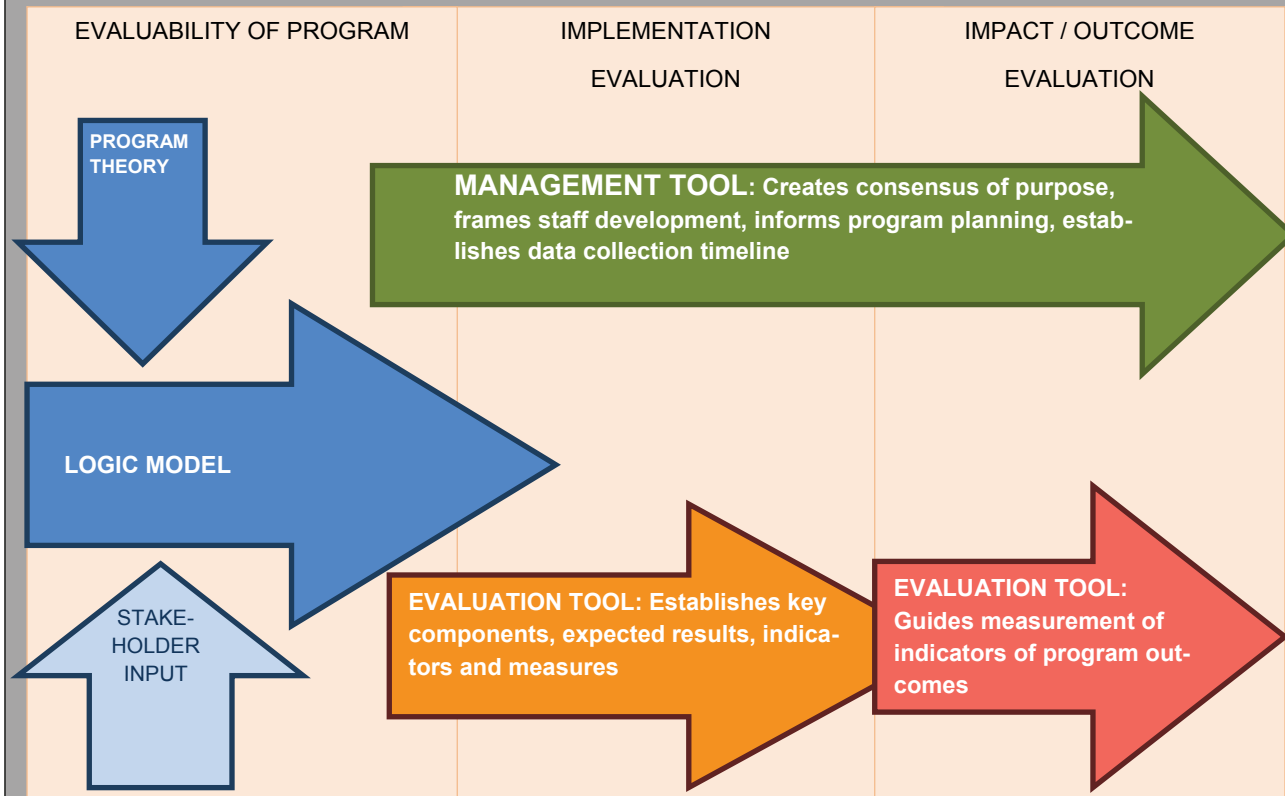 EVALUABILITY OF PROGRAM
IMPLEMENTATION
EVALUATION
IMPACT / OUTCOME
EVALUATION
PROGRAM
THEORY
MANAGEMENT TOOL: Creates consensus of purpose,
frames staff development, informs program planning, estab-
lishes data collection timeline
LOGIC MODEL
STAKE-
HOLDER
INPUT
EVALUATION TOOL: Establishes key
components, expected results, indica-
tors and measures
EVALUATION TOOL:
Guides measurement of
indicators of program out-
comes